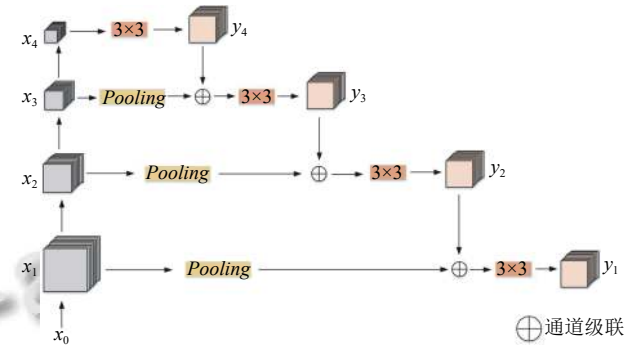 x₄ 3×3 y₄
x₃ Pooling ⊕ 3×3 y₃
x₂ Pooling ⊕ 3×3 y₂
x₁ Pooling ⊕ 3×3 y₁
x₀
⊕通道级联